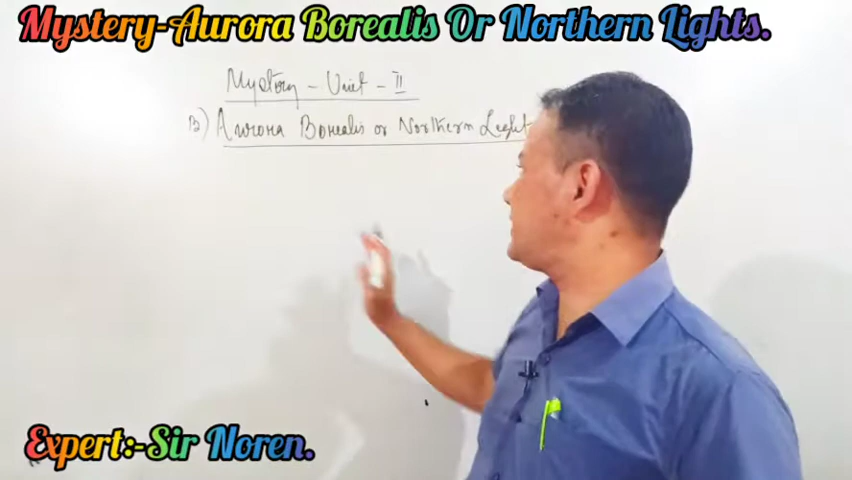 Mystery-Aurora Borealis Or Northern Lights.
Mystery - Unit - II
B) Aurora Borealis or Northern Light
Expert:-Sir Noren.